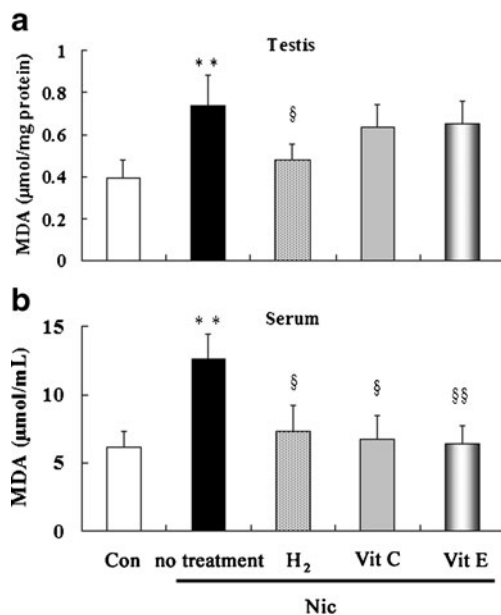 a
Testis
MDA (μmol/mg protein)
1
0.8
0.6
0.4
0.2
0
* *
§
b
Serum
MDA (μmol/mL)
15
10
5
0
* *
§
§
§§
Con no treatment H₂ Vit C Vit E
Nic